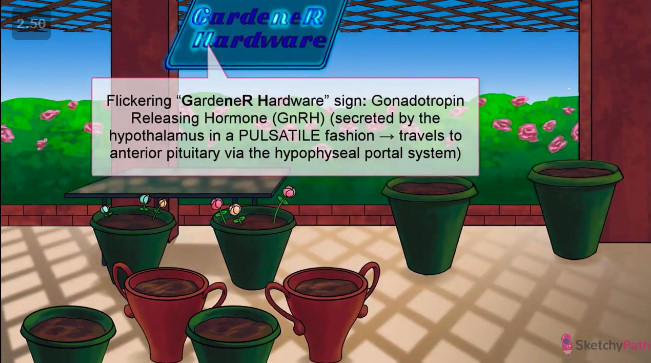 2.50
GardeneR
Hardware
Flickering "GardeneR Hardware" sign: Gonadotropin
Releasing Hormone (GnRH) (secreted by the
hypothalamus in a PULSATILE fashion → travels to
anterior pituitary via the hypophyseal portal system)
SketchyPath